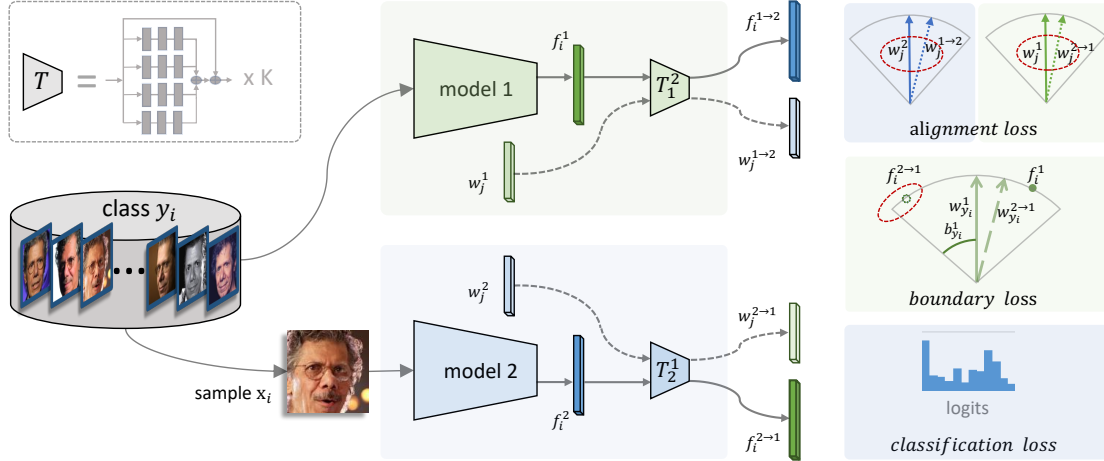 T = x K
class y_i
sample x_i
model 1
f_i^1
w_j^1
T_1^2
f_i^{1→2}
w_j^{1→2}
model 2
w_j^2
f_i^2
T_2^1
w_j^{2→1}
f_i^{2→1}
w_j^2 w_j^{1→2}
w_j^1 w_j^{2→1}
alignment loss
f_i^{2→1}
f_i^1
w_{y_i}^1
w_{y_i}^{2→1}
b_{y_i}^1
boundary loss
logits
classification loss